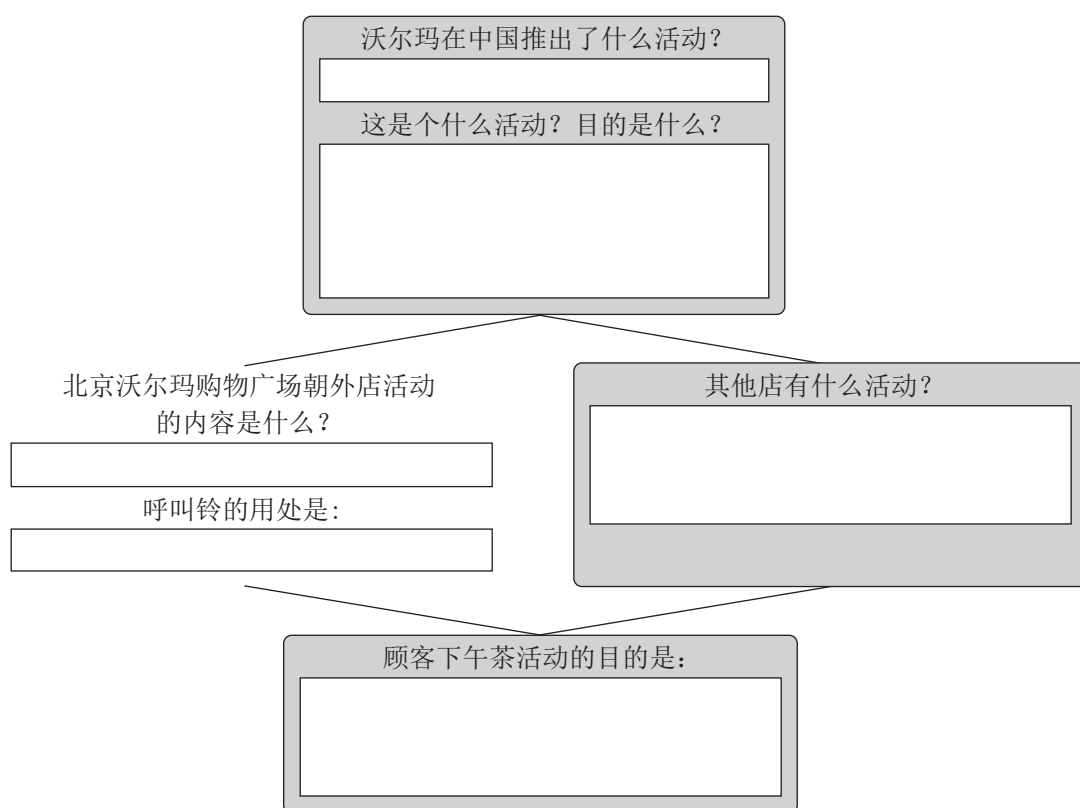 沃尔玛在中国推出了什么活动？
这是个什么活动？目的是什么？
北京沃尔玛购物广场朝外店活动
的内容是什么？
呼叫铃的用处是：
其他店有什么活动？
顾客下午茶活动的目的是：